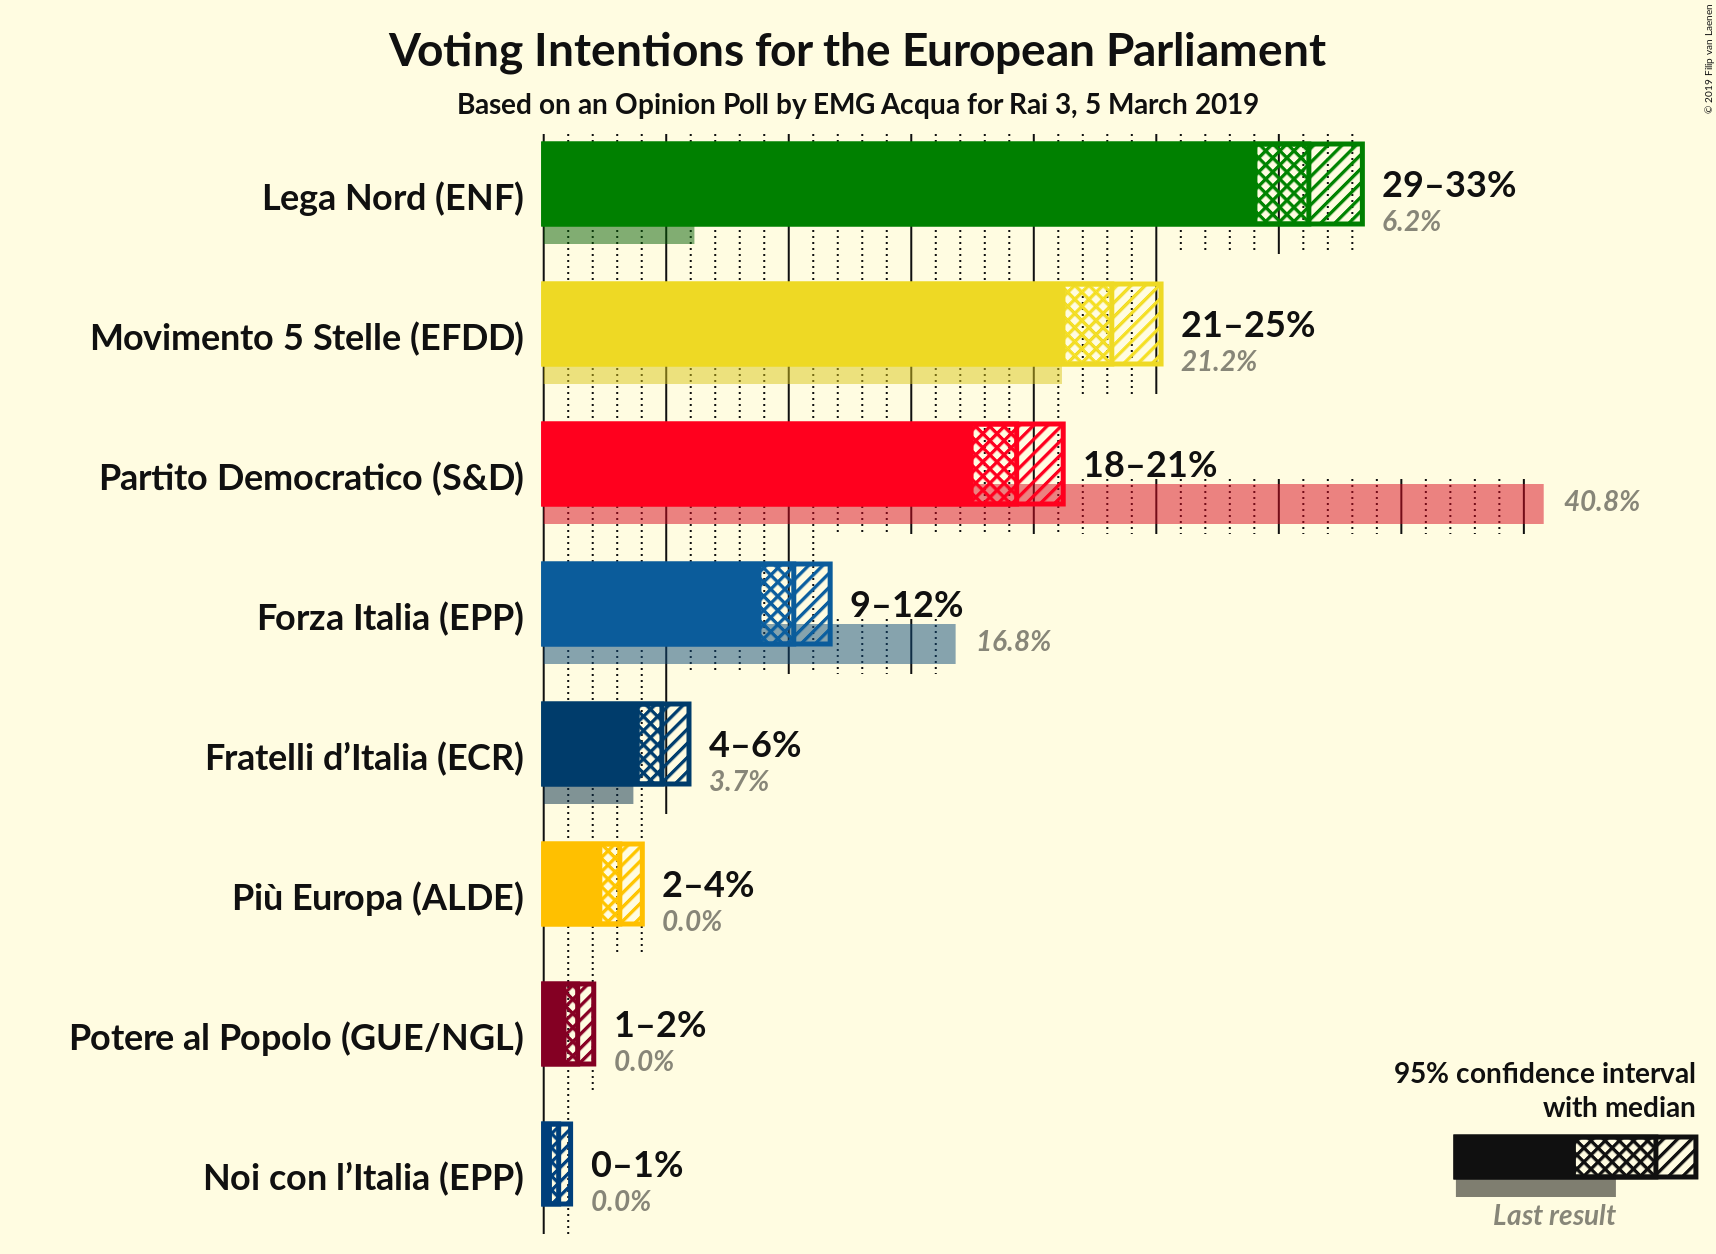 Voting Intentions for the European Parliament
Based on an Opinion Poll by EMG Acqua for Rai 3, 5 March 2019
© 2019 Filip van Laenen
Lega Nord (ENF)
29–33%
6.2%
Movimento 5 Stelle (EFDD)
21–25%
21.2%
Partito Democratico (S&D)
18–21%
40.8%
Forza Italia (EPP)
9–12%
16.8%
Fratelli d’Italia (ECR)
4–6%
3.7%
Più Europa (ALDE)
2–4%
0.0%
Potere al Popolo (GUE/NGL)
1–2%
0.0%
Noi con l’Italia (EPP)
0–1%
0.0%
95% confidence interval
with median
Last result